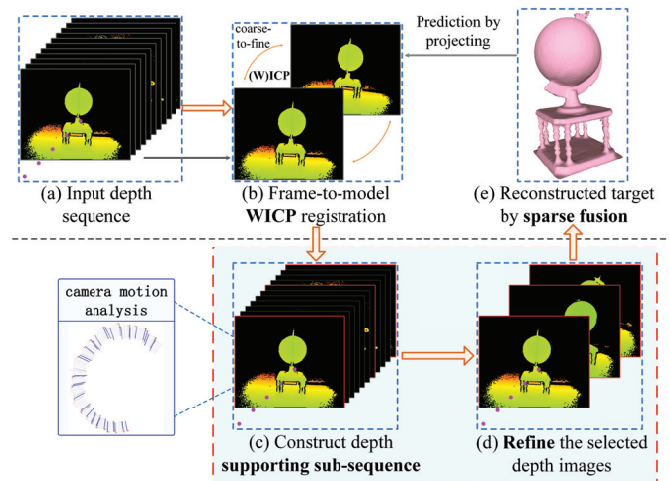 coarse-
to-fine
(W)ICP
Prediction by
projecting
(a) Input depth
sequence
(b) Frame-to-model
WICP registration
(e) Reconstructed target
by sparse fusion
camera motion
analysis
(c) Construct depth
supporting sub-sequence
(d) Refine the selected
depth images